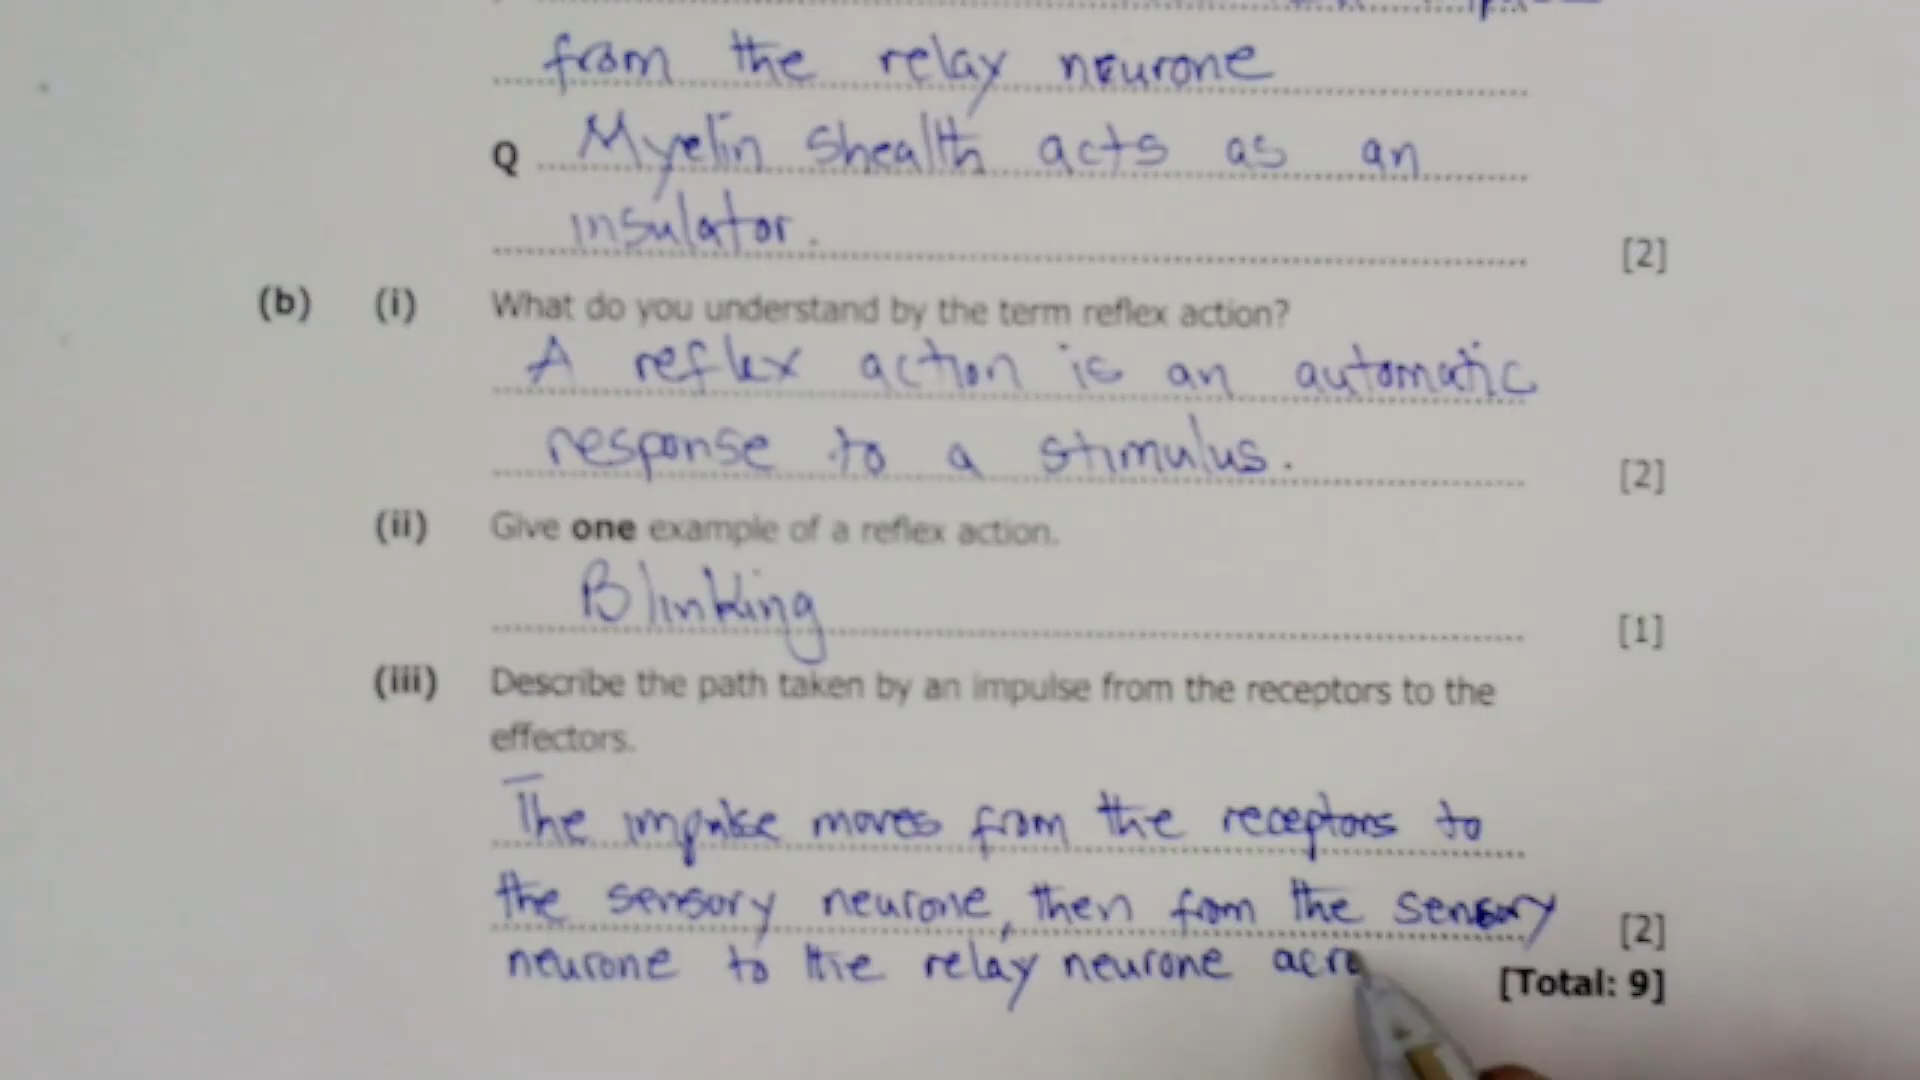 from the relay neurone
Q Myelin Shealth acts as an
insulator. [2]
(b) (i) What do you understand by the term reflex action?
A reflex action is an automatic
response to a stimulus. [2]
(ii) Give one example of a reflex action.
Blinking [1]
(iii) Describe the path taken by an impulse from the receptors to the
effectors.
The impulse moves from the receptors to
the sensory neurone, then from the sensory [2]
neurone to the relay neurone acro
[Total: 9]